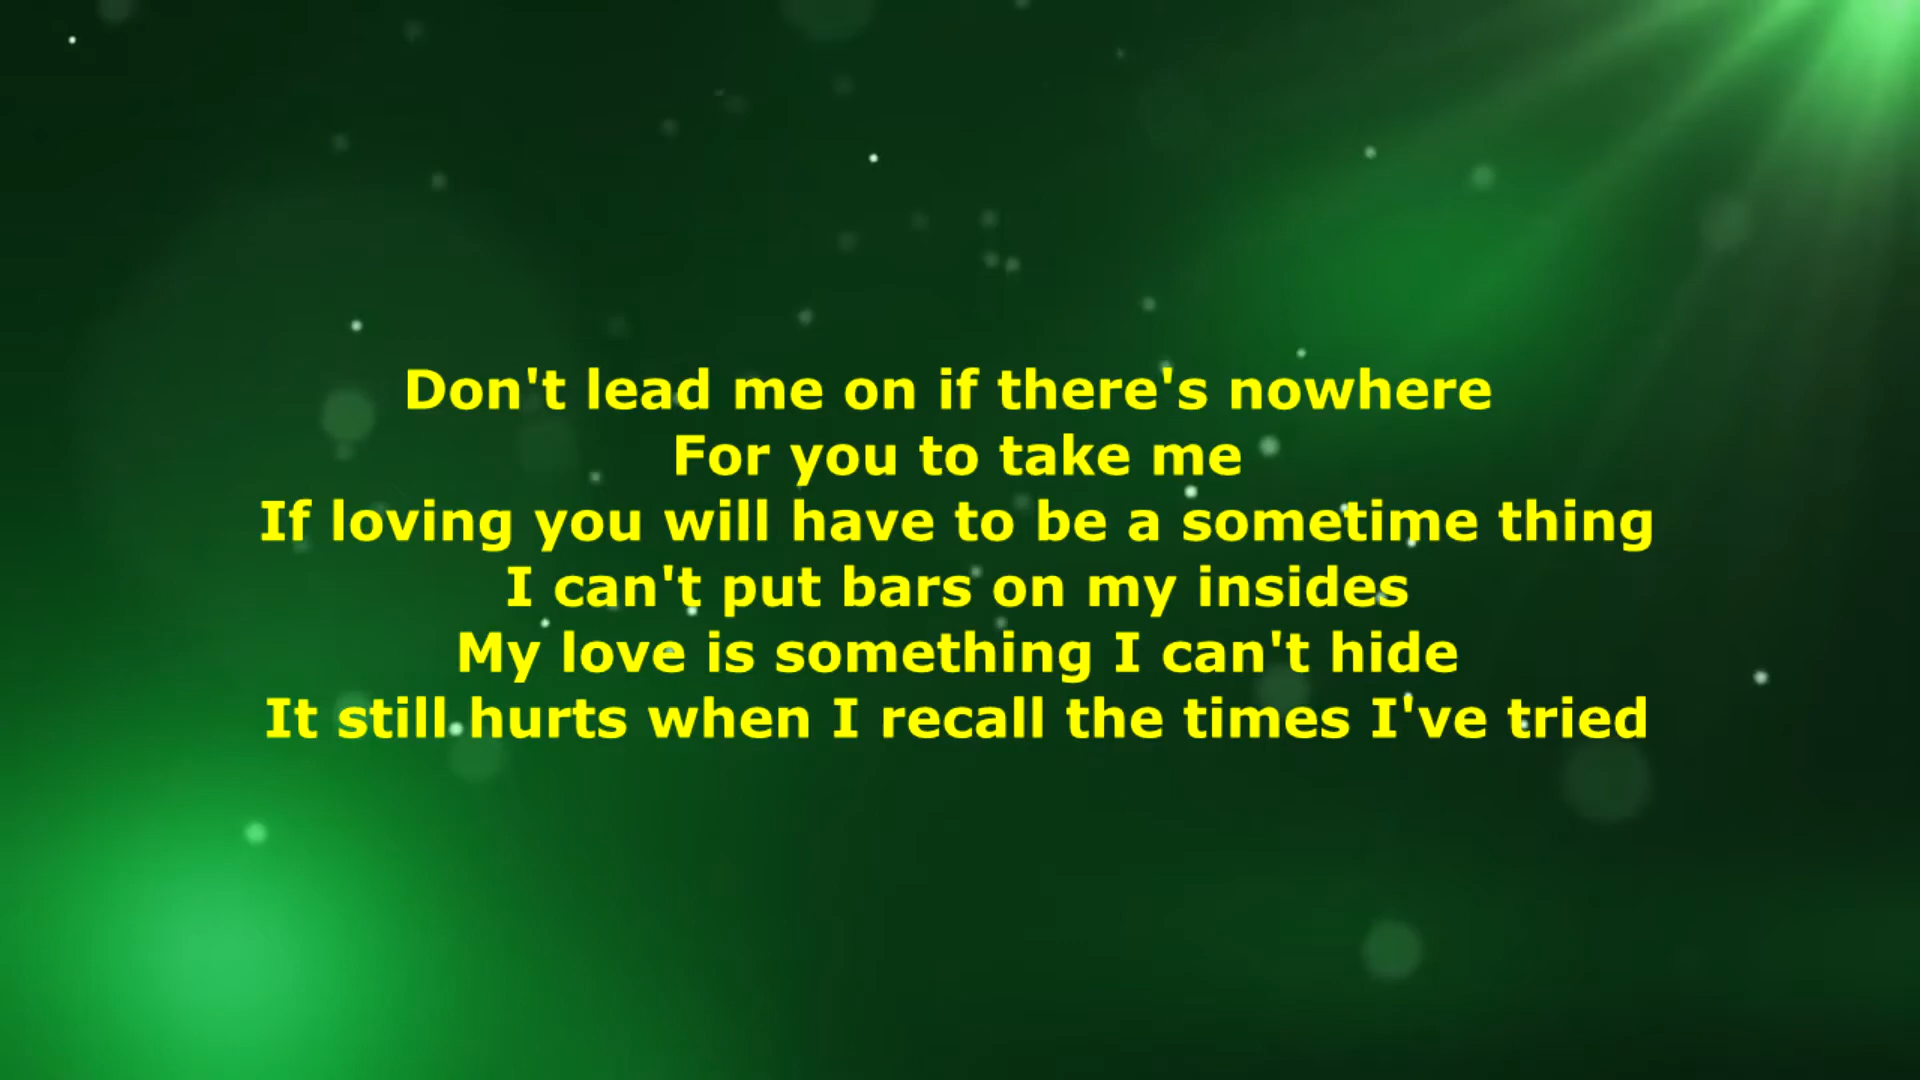 Don't lead me on if there's nowhere
For you to take me
If loving you will have to be a sometime thing
I can't put bars on my insides
My love is something I can't hide
It still hurts when I recall the times I've tried